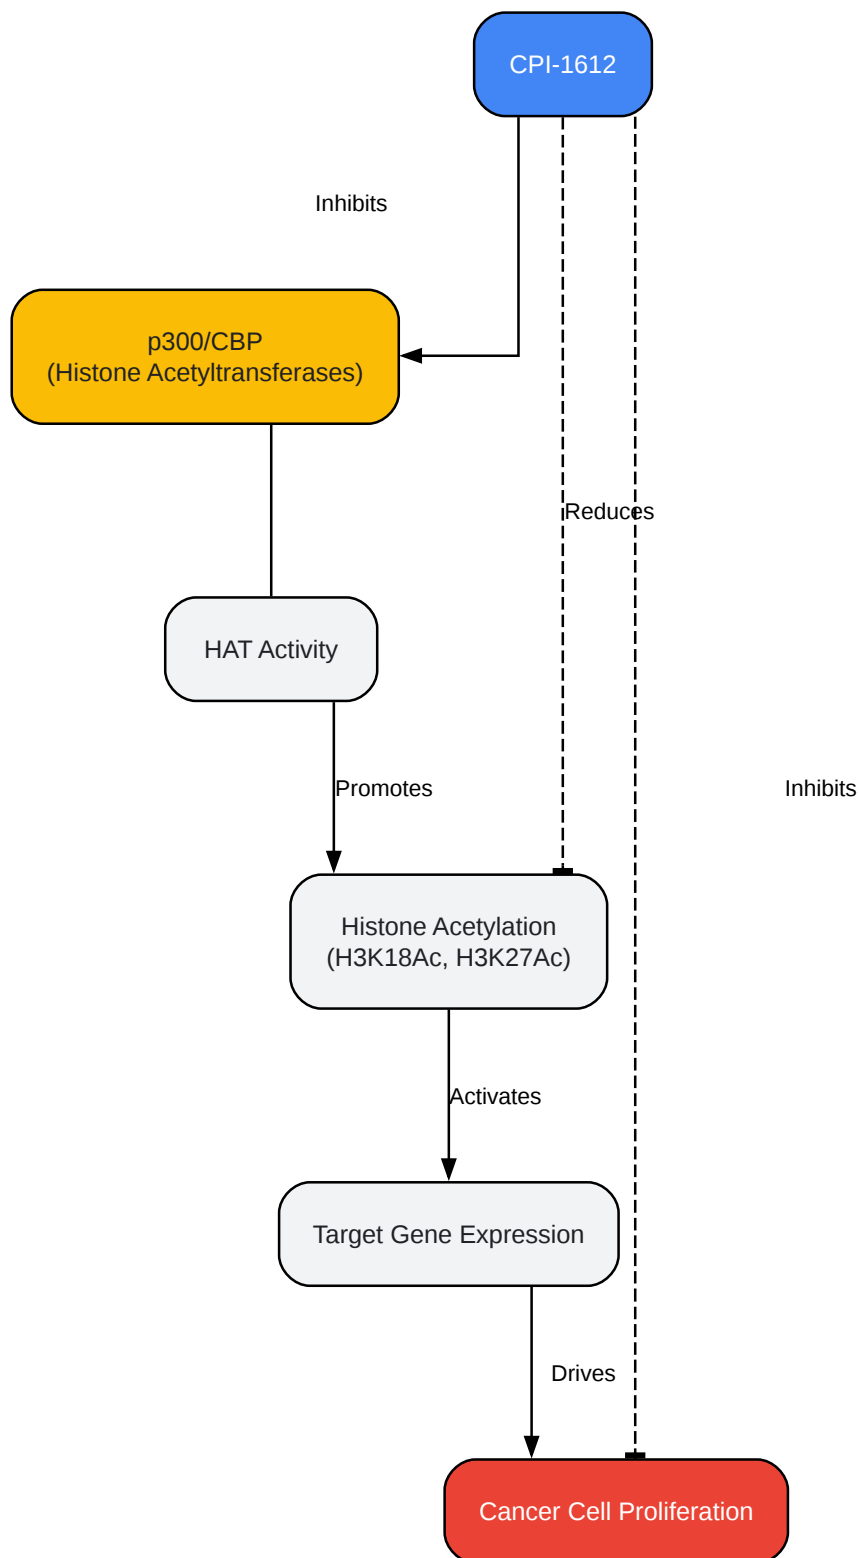 CPI-1612
Inhibits
p300/CBP
(Histone Acetyltransferases)
Reduces
HAT Activity
Promotes
Inhibits
Histone Acetylation
(H3K18Ac, H3K27Ac)
Activates
Target Gene Expression
Drives
Cancer Cell Proliferation